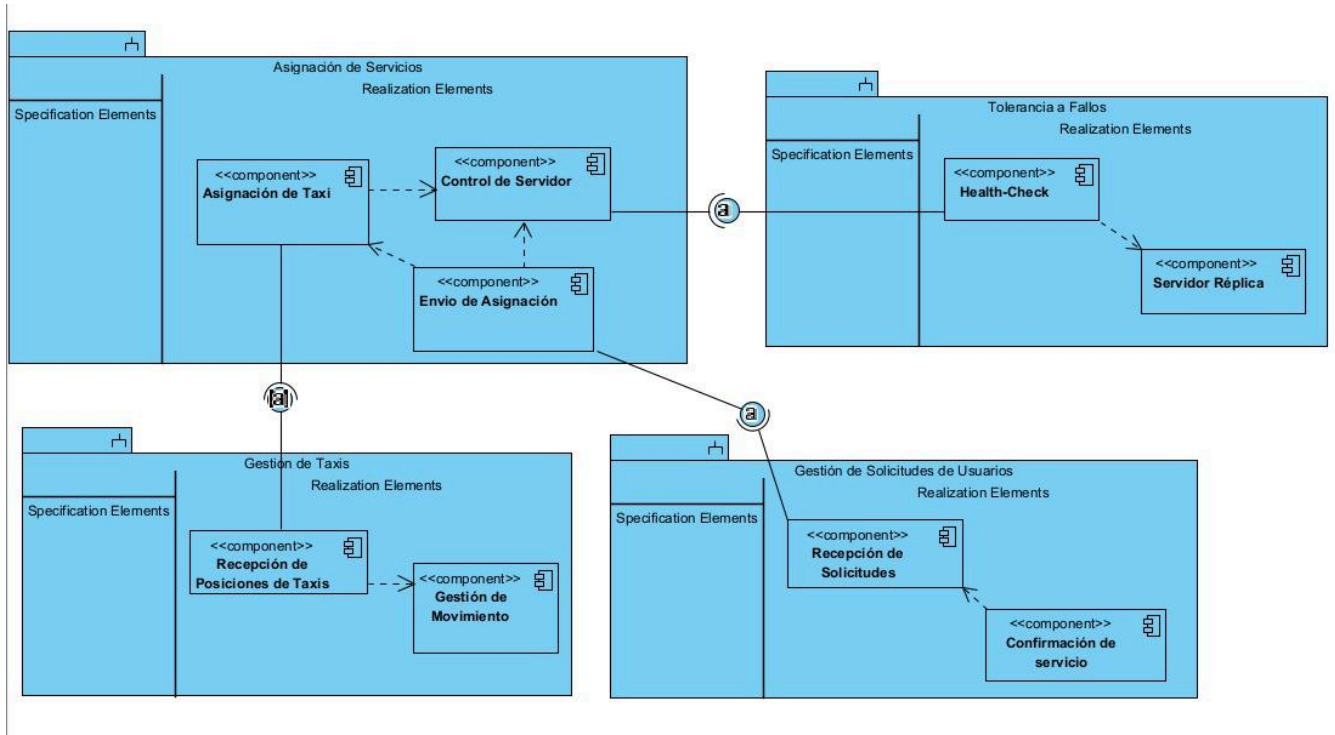 Asignación de Servicios
Realization Elements
Specification Elements
<<component>>
Asignación de Taxi
<<component>>
Control de Servidor
<<component>>
Envio de Asignación
Tolerancia a Fallos
Realization Elements
Specification Elements
<<component>>
Health-Check
<<component>>
Servidor Réplica
a
a
a
Gestión de Taxis
Realization Elements
Specification Elements
<<component>>
Recepción de
Posiciones de Taxis
<<component>>
Gestión de
Movimiento
Gestión de Solicitudes de Usuarios
Realization Elements
Specification Elements
<<component>>
Recepción de
Solicitudes
<<component>>
Confirmación de
servicio